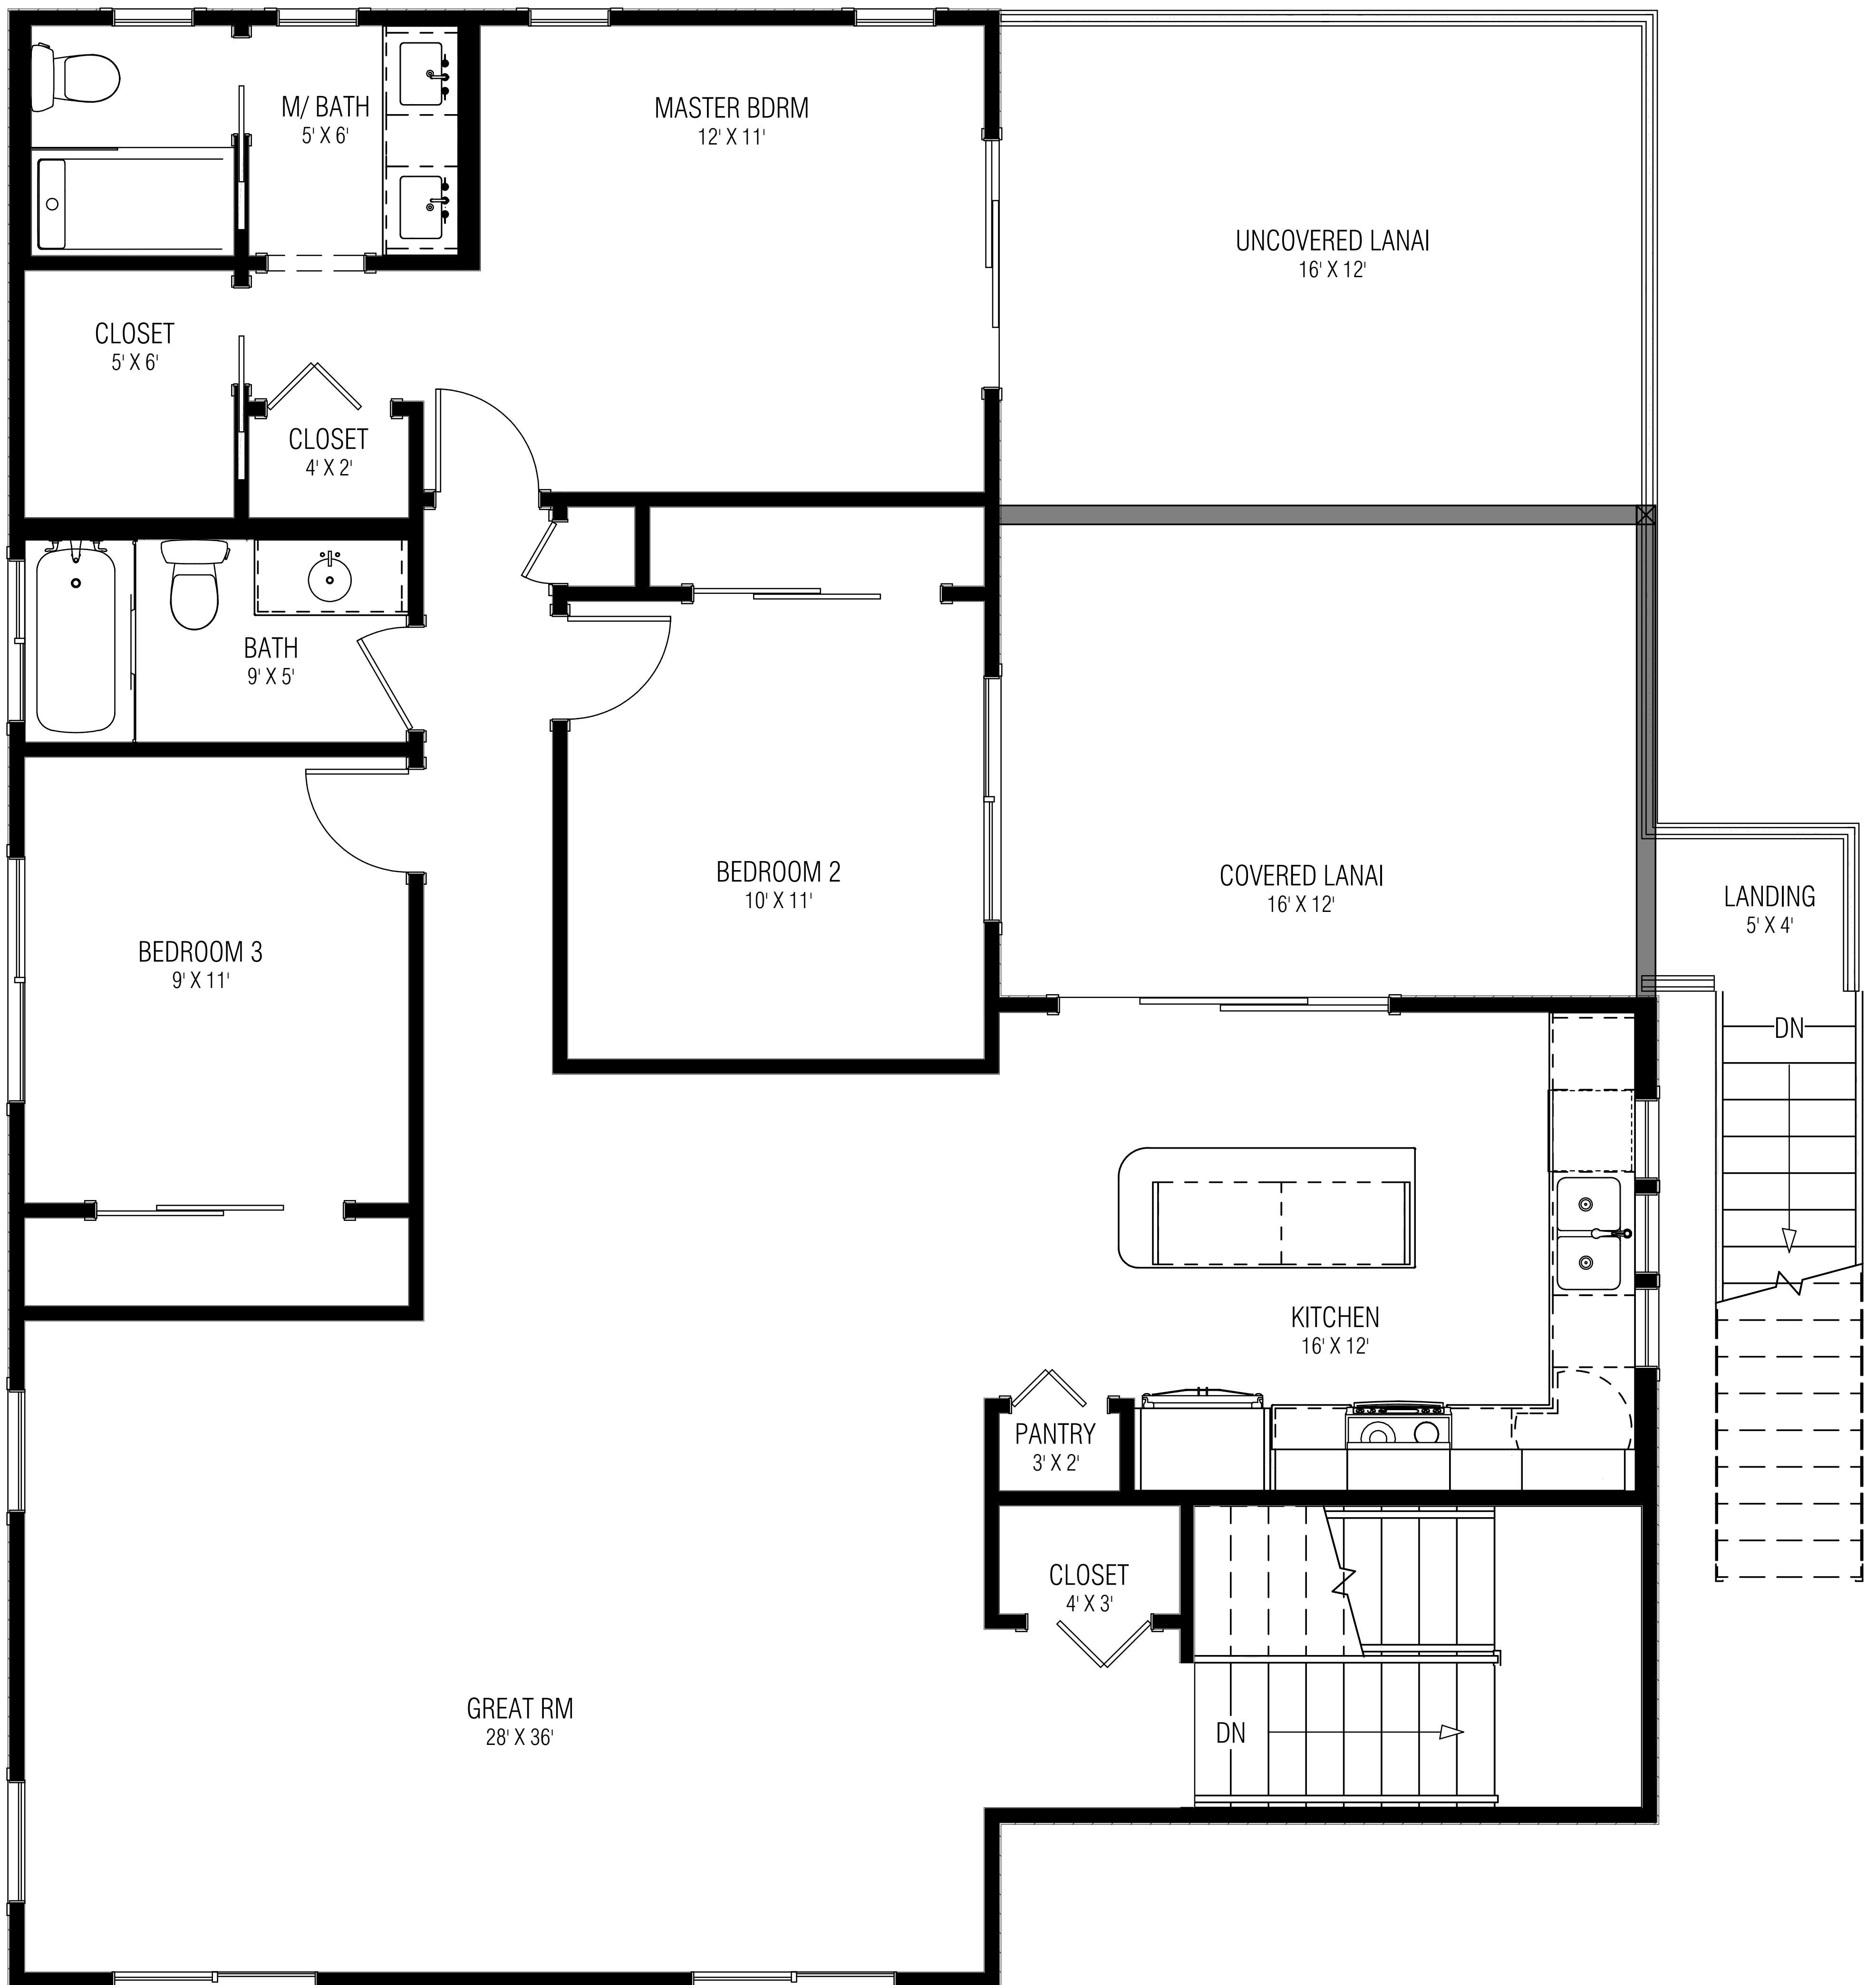 M/ BATH
5' X 6'
MASTER BDRM
12' X 11'
UNCOVERED LANAI
16' X 12'
CLOSET
5' X 6'
CLOSET
4' X 2'
BATH
9' X 5'
BEDROOM 2
10' X 11'
COVERED LANAI
16' X 12'
LANDING
5' X 4'
BEDROOM 3
9' X 11'
DN
KITCHEN
16' X 12'
PANTRY
3' X 2'
CLOSET
4' X 3'
GREAT RM
28' X 36'
DN